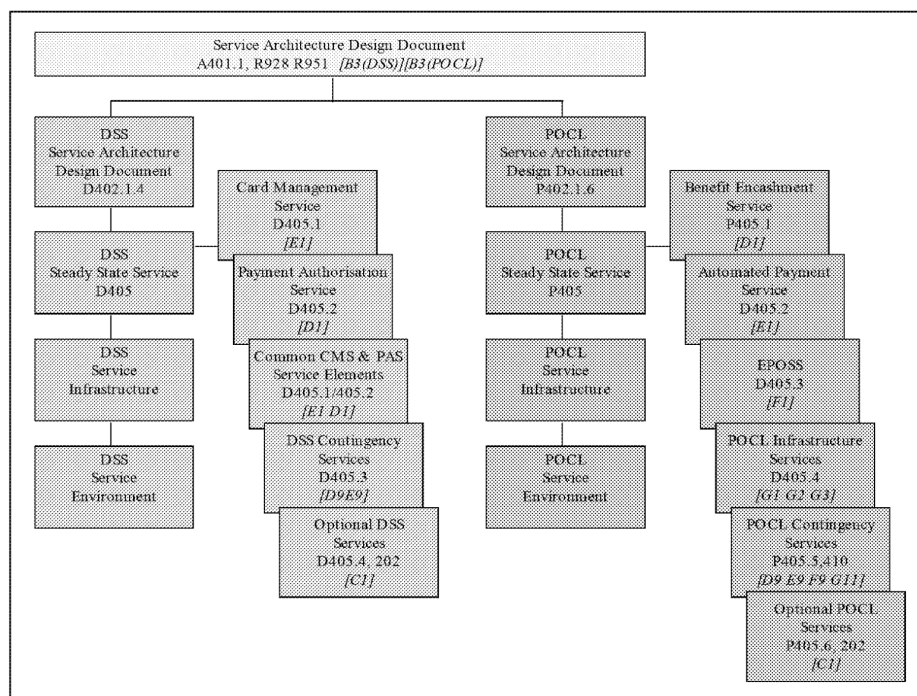 Service Architecture Design Document
A401.1, R928 R951 [B3(DSS)][B3(POCL)]
DSS
Service Architecture
Design Document
D402.1.4
Card Management
Service
D405.1
[E1]
DSS
Steady State Service
D405
Payment Authorisation
Service
D405.2
[D1]
DSS
Service
Infrastructure
Common CMS & PAS
Service Elements
D405.1/405.2
[E1 D1]
DSS
Service
Environment
DSS Contingency
Services
D405.3
[D9E9]
Optional DSS
Services
D405.4, 202
[C1]
POCL
Service Architecture
Design Document
P402.1.6
Benefit Encashment
Service
P405.1
[D1]
POCL
Steady State Service
P405
Automated Payment
Service
D405.2
[E1]
POCL
Service
Infrastructure
EPOSS
D405.3
[F1]
POCL
Service
Environment
POCL Infrastructure
Services
D405.4
[G1 G2 G3]
POCL Contingency
Services
P405.5,410
[D9 E9 F9 G11]
Optional POCL
Services
P405.6, 202
[C1]